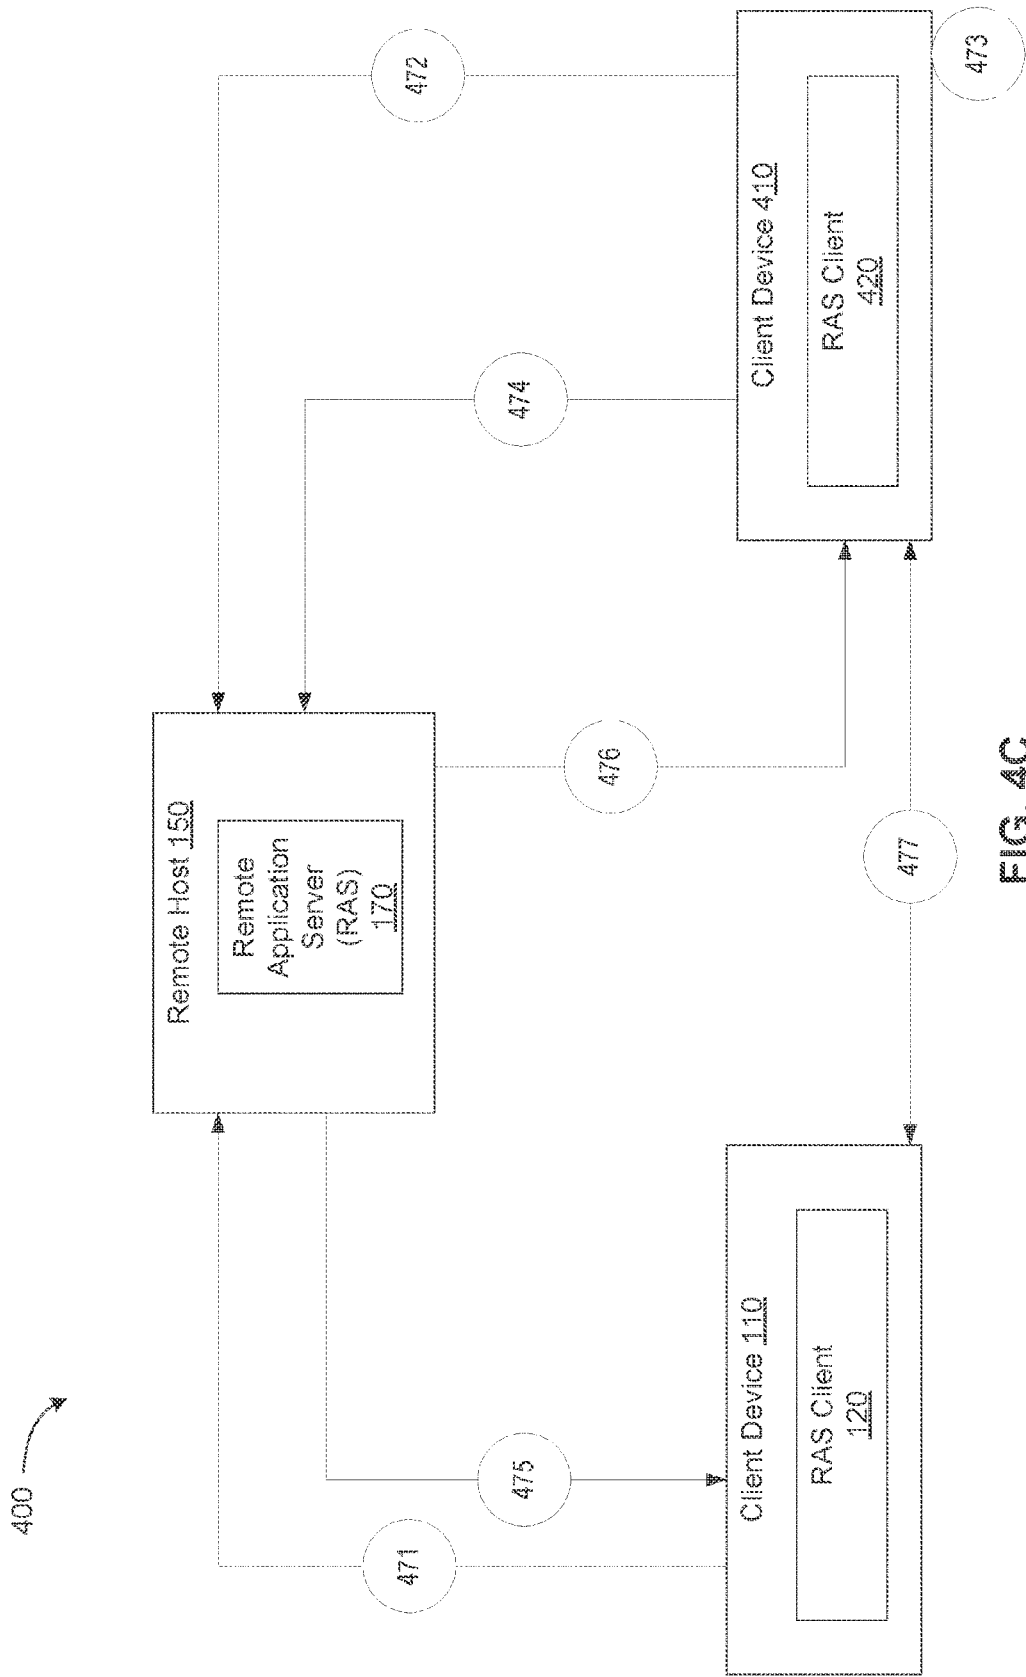 400
Remote Host 150
Remote
Application
Server
(RAS)
170
471
475
476
474
472
Client Device 110
RAS Client
120
477
Client Device 410
RAS Client
420
473
FIG. 4C